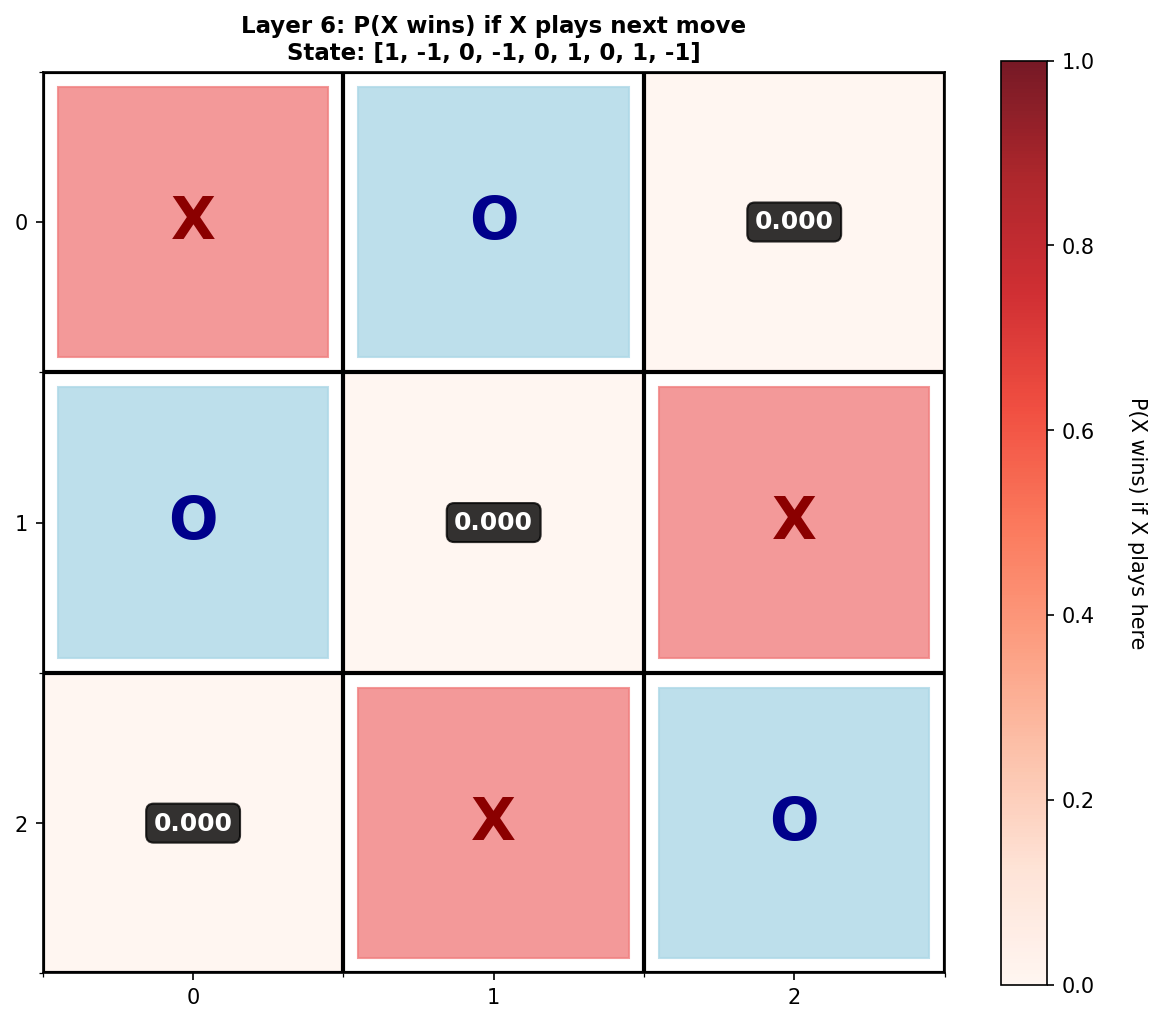 Layer 6: P(X wins) if X plays next move
State: [1, -1, 0, -1, 0, 1, 0, 1, -1]
0
X
O
0.000
1
O
0.000
X
2
0.000
X
O
0
1
2
1.0
0.8
0.6
0.4
0.2
0.0
P(X wins) if X plays here